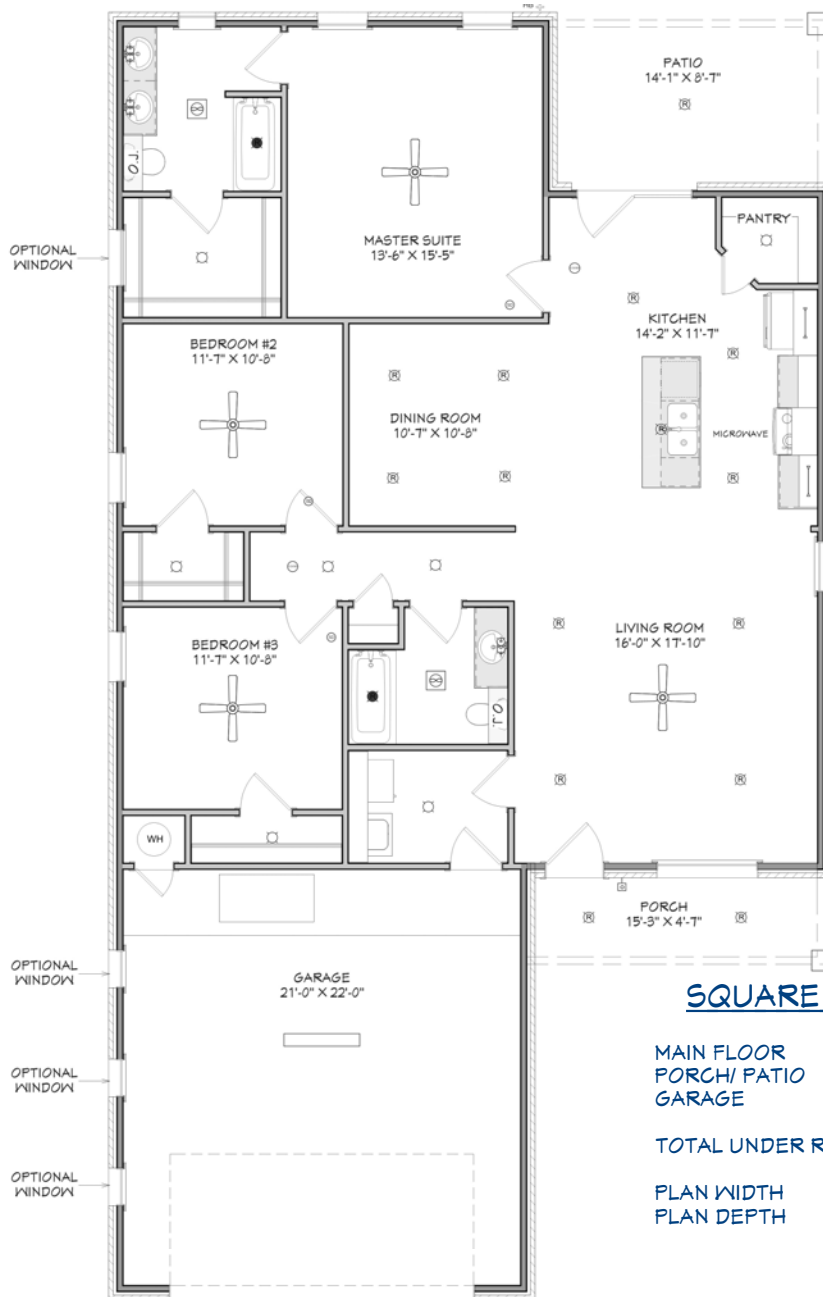 PATIO
14'-1" X 8'-7"
OPTIONAL
WINDOW
O.J.
MASTER SUITE
13'-6" X 15'-5"
PANTRY
KITCHEN
14'-2" X 11'-7"
BEDROOM #2
11'-7" X 10'-8"
DINING ROOM
10'-7" X 10'-8"
MICROWAVE
BEDROOM #3
11'-7" X 10'-8"
LIVING ROOM
16'-0" X 17'-10"
O.J.
WH
PORCH
15'-3" X 4'-7"
OPTIONAL
WINDOW
GARAGE
21'-0" X 22'-0"
OPTIONAL
WINDOW
OPTIONAL
WINDOW
SQUARE
MAIN FLOOR
PORCH/ PATIO
GARAGE
TOTAL UNDER R
PLAN WIDTH
PLAN DEPTH